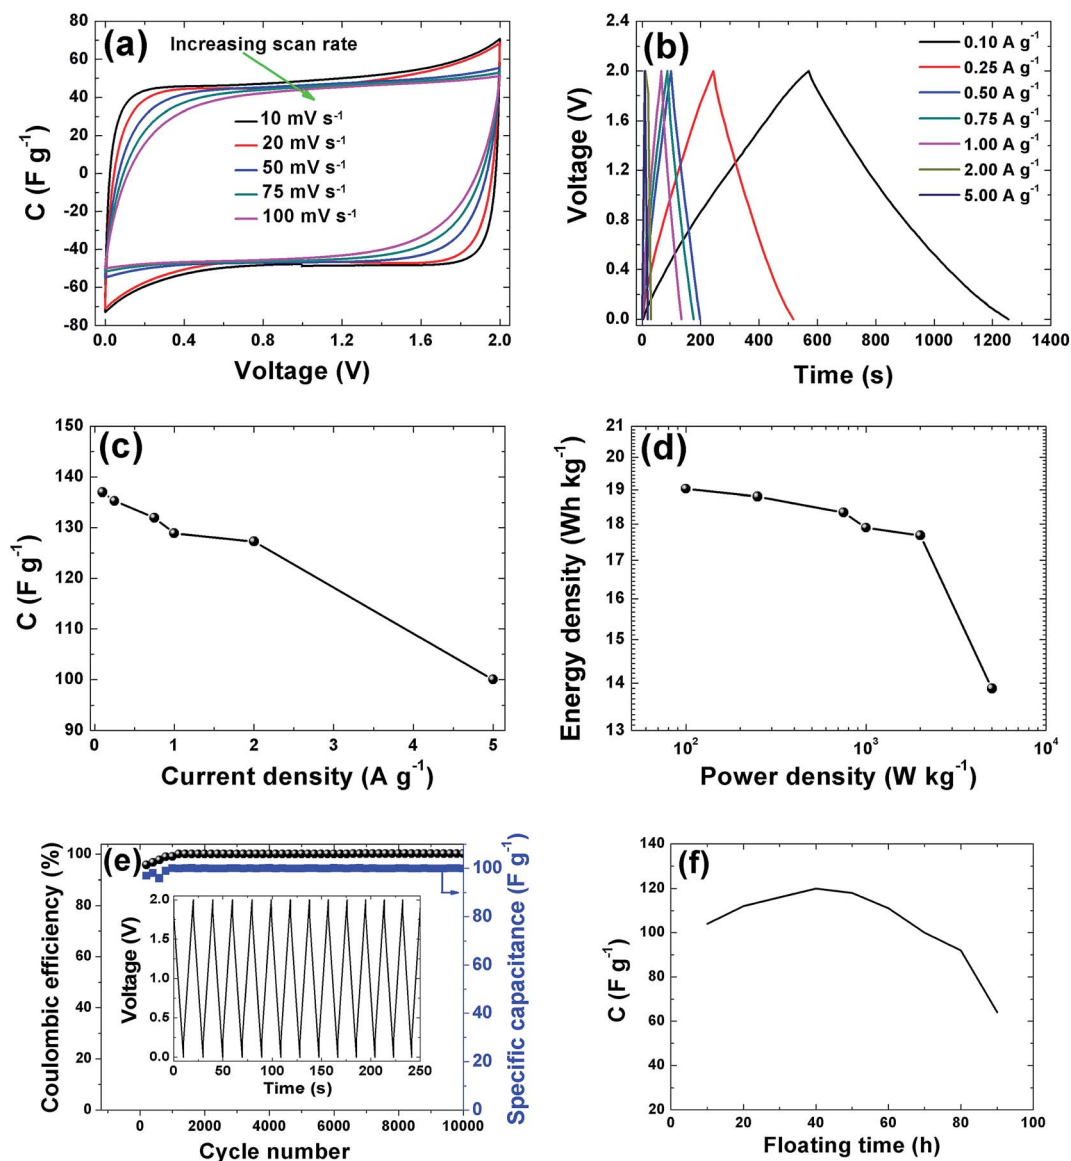 (a)
Increasing scan rate
10 mV s⁻¹
20 mV s⁻¹
50 mV s⁻¹
75 mV s⁻¹
100 mV s⁻¹
C (F g⁻¹)
80
60
40
20
0
-20
-40
-60
-80
0.0 0.4 0.8 1.2 1.6 2.0
Voltage (V)
(b)
0.10 A g⁻¹
0.25 A g⁻¹
0.50 A g⁻¹
0.75 A g⁻¹
1.00 A g⁻¹
2.00 A g⁻¹
5.00 A g⁻¹
Voltage (V)
2.4
2.0
1.6
1.2
0.8
0.4
0.0
0 200 400 600 800 1000 1200 1400
Time (s)
(c)
C (F g⁻¹)
150
140
130
120
110
100
90
0 1 2 3 4 5
Current density (A g⁻¹)
(d)
Energy density (Wh kg⁻¹)
21
20
19
18
17
16
15
14
13
10² 10³ 10⁴
Power density (W kg⁻¹)
(e)
Coulombic efficiency (%)
100
80
60
40
20
0
0 2000 4000 6000 8000 10000
Cycle number
Specific capacitance (F g⁻¹)
100
80
60
40
20
0
Voltage (V)
2.0
1.5
1.0
0.5
0.0
0 50 100 150 200 250
Time (s)
(f)
C (F g⁻¹)
140
120
100
80
60
40
20
0 20 40 60 80 100
Floating time (h)